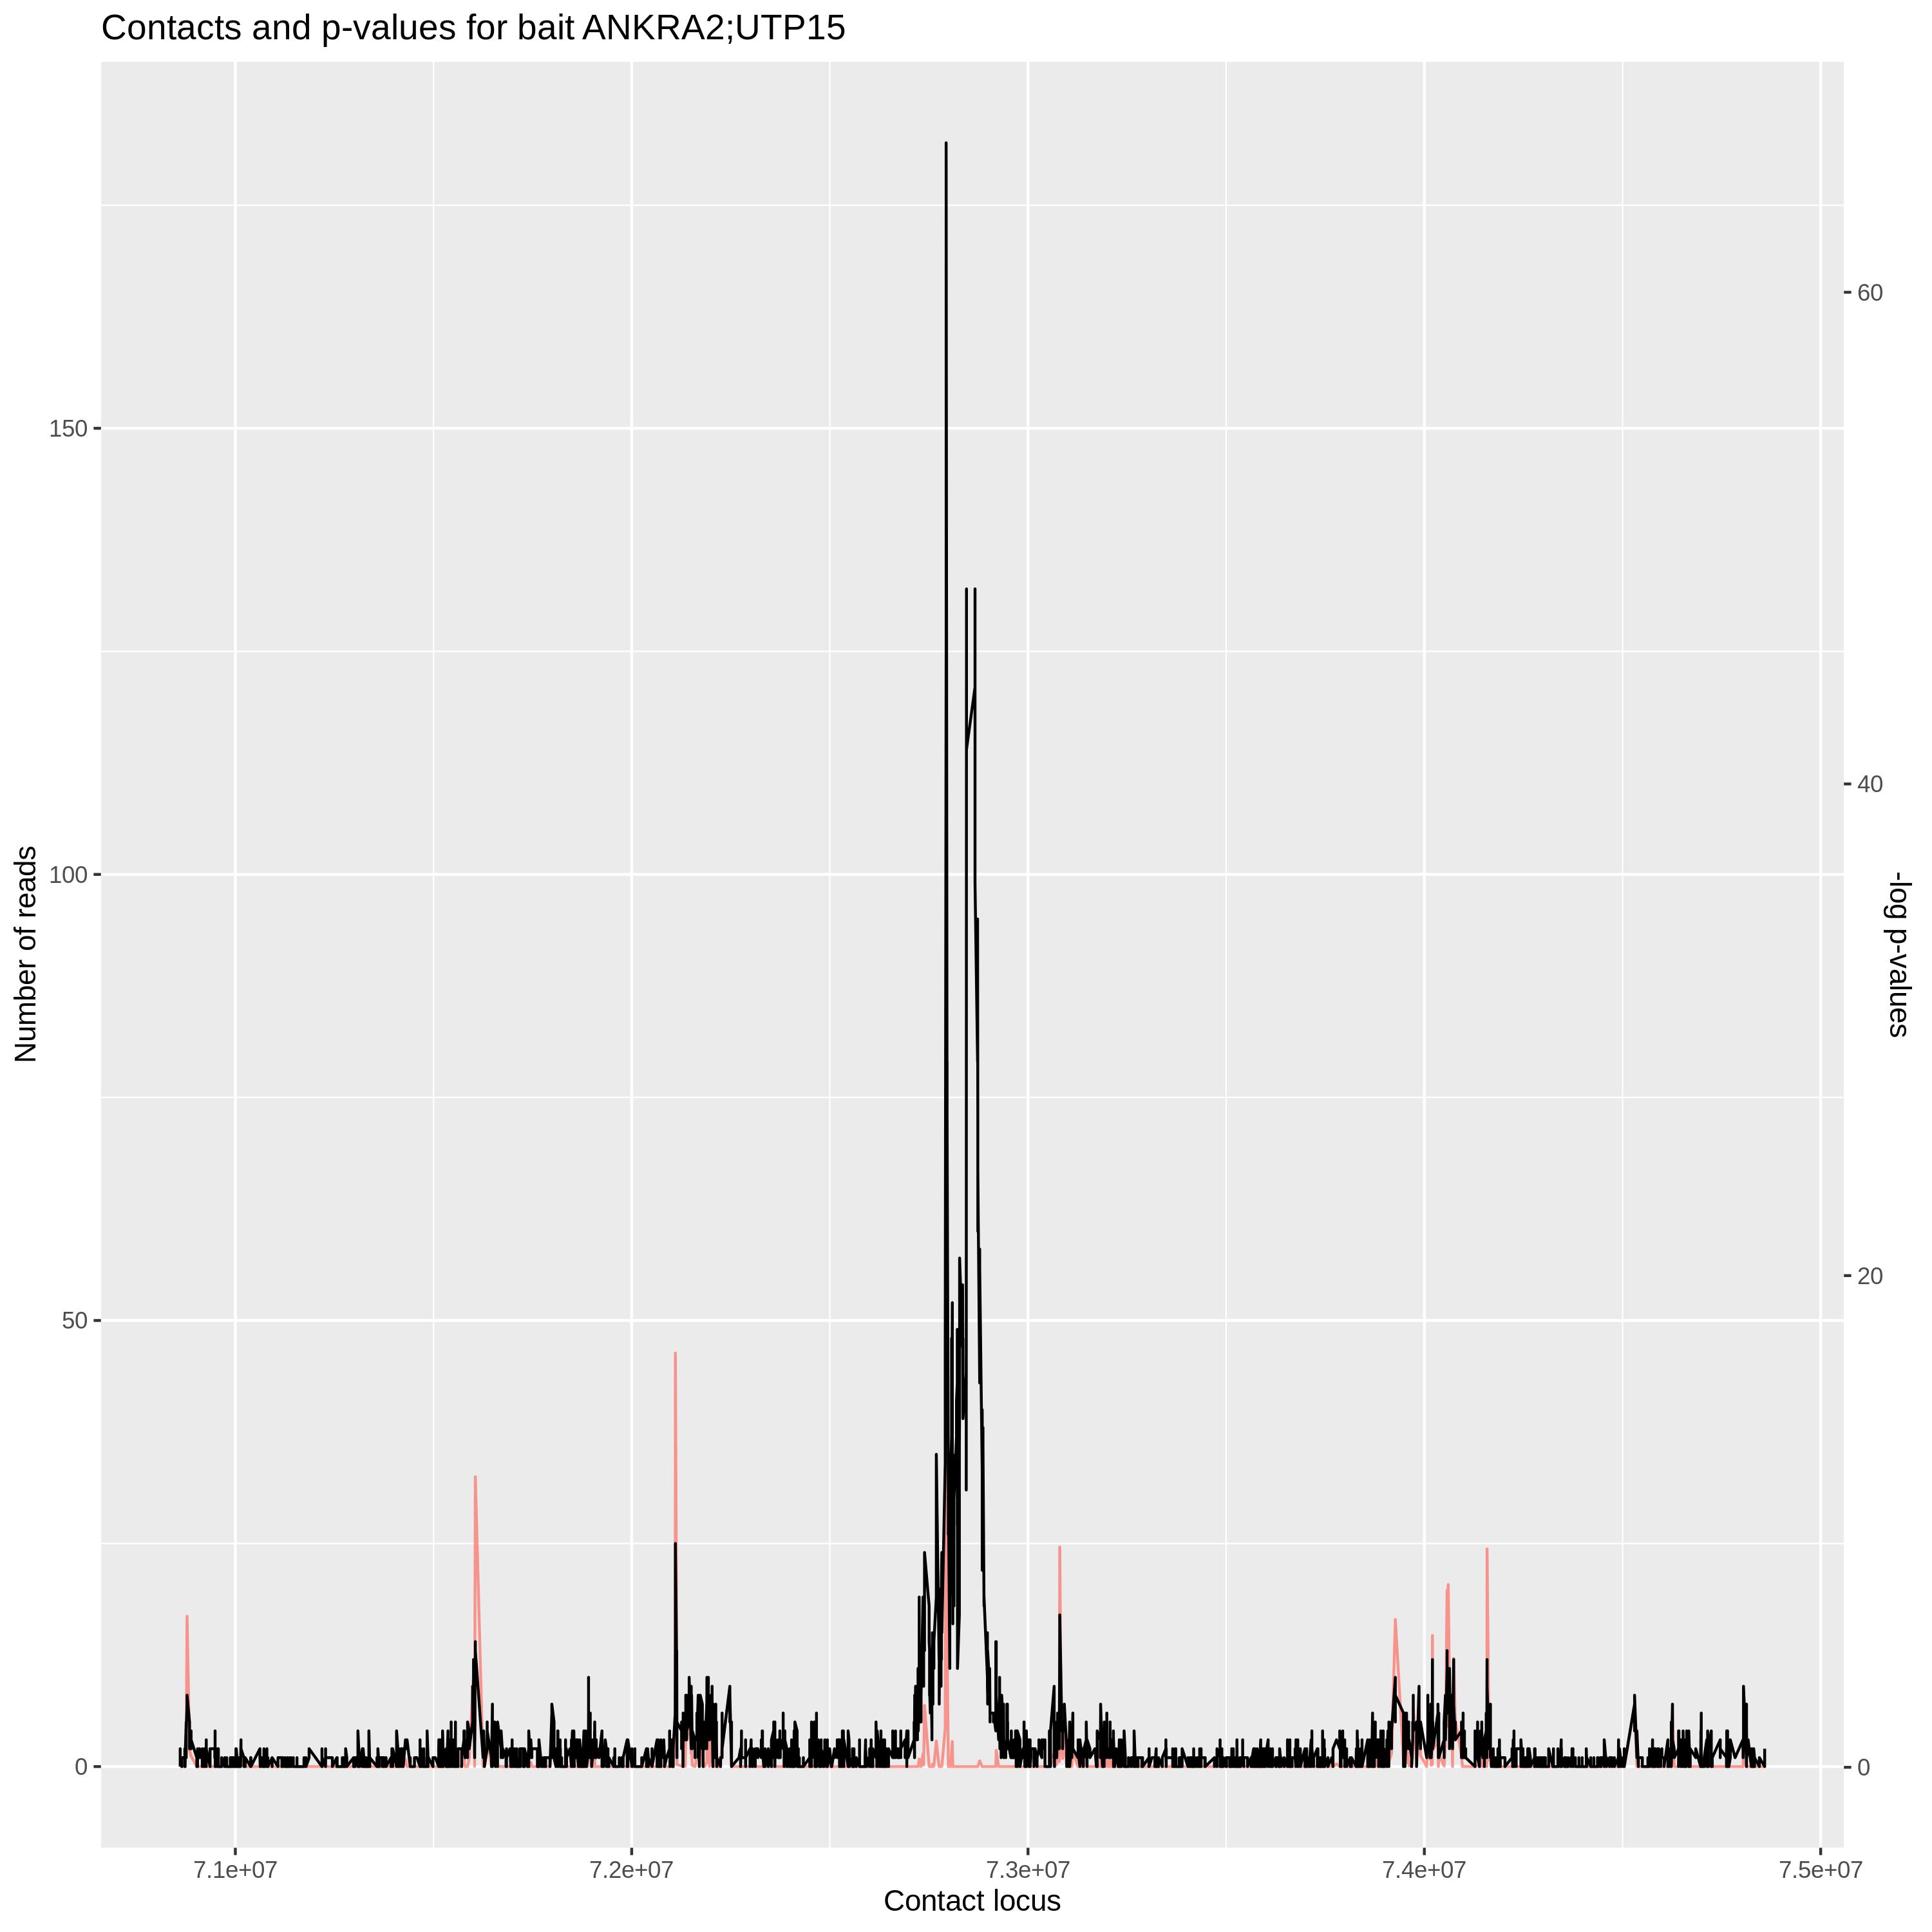 Contacts and p-values for bait ANKRA2;UTP15
150
100
50
0
Number of reads
60
40
20
0
-log p-values
7.1e+07 7.2e+07 7.3e+07 7.4e+07 7.5e+07
Contact locus